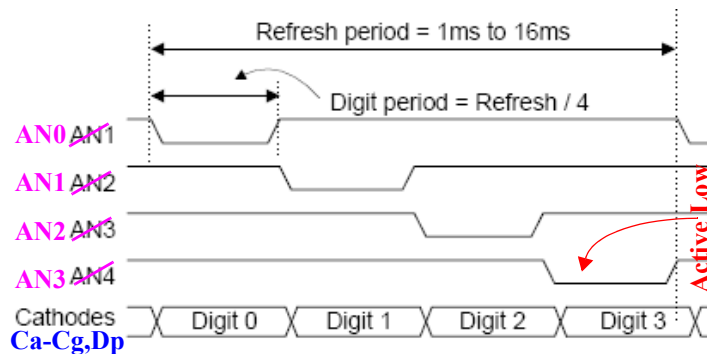 Refresh period = 1ms to 16ms
Digit period = Refresh / 4
AN0 AN1
AN1 AN2
AN2 AN3
AN3 AN4
Active Low
Cathodes Digit 0 Digit 1 Digit 2 Digit 3
Ca-Cg,Dp